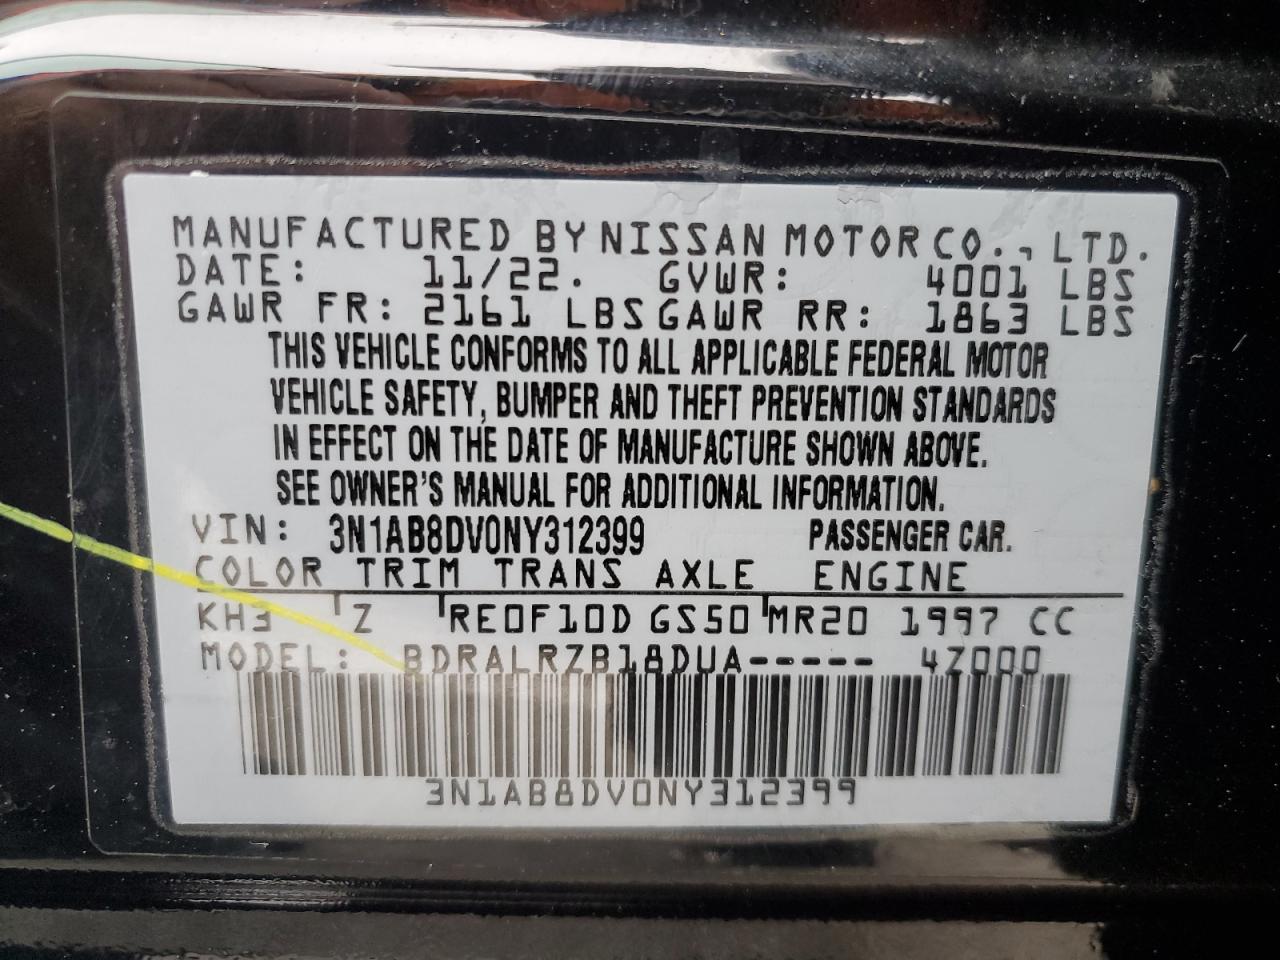 MANUFACTURED BY NISSAN MOTOR CO., LTD.
DATE: 11/22. GVWR: 4001 LBS
GAWR FR: 2161 LBS GAWR RR: 1863 LBS
THIS VEHICLE CONFORMS TO ALL APPLICABLE FEDERAL MOTOR
VEHICLE SAFETY, BUMPER AND THEFT PREVENTION STANDARDS
IN EFFECT ON THE DATE OF MANUFACTURE SHOWN ABOVE.
SEE OWNER'S MANUAL FOR ADDITIONAL INFORMATION.
VIN: 3N1AB8DV0NY312399 PASSENGER CAR.
COLOR TRIM TRANS AXLE ENGINE
KH3 Z RE0F10D GS50 MR20 1997 CC
MODEL: BDRALRZB18DUA----- 4Z000
3N1AB8DV0NY312399